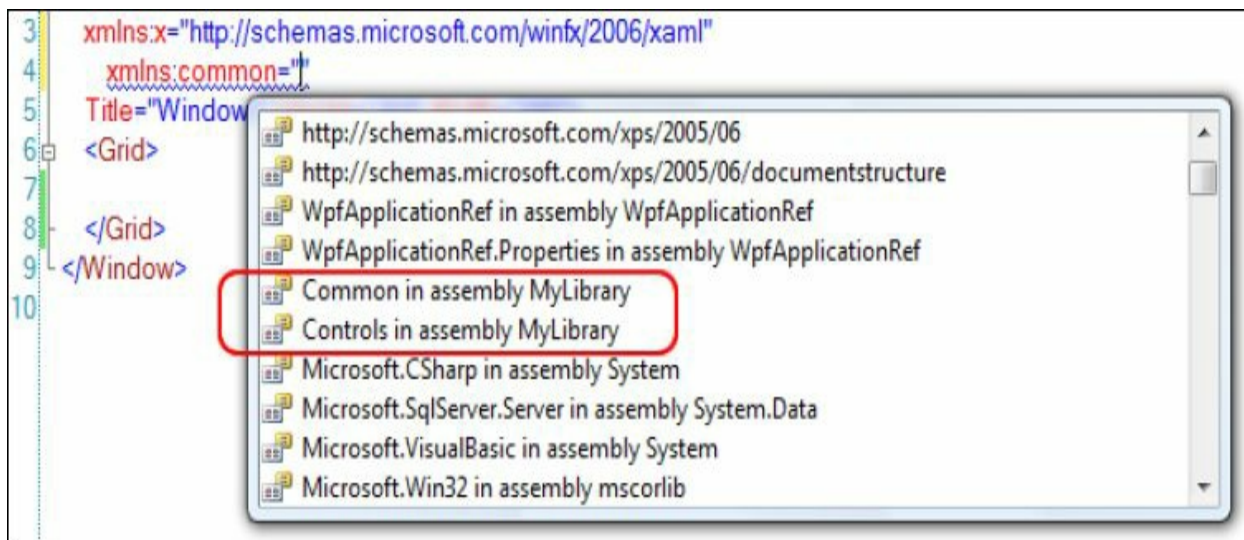 3 xmlns:x="http://schemas.microsoft.com/winfx/2006/xaml"
4 xmlns:common=""
5 Title="Window
6 <Grid>
7
8 </Grid>
9 </Window>
10
http://schemas.microsoft.com/xps/2005/06
http://schemas.microsoft.com/xps/2005/06/documentstructure
WpfApplicationRef in assembly WpfApplicationRef
WpfApplicationRef.Properties in assembly WpfApplicationRef
Common in assembly MyLibrary
Controls in assembly MyLibrary
Microsoft.CSharp in assembly System
Microsoft.SqlServer.Server in assembly System.Data
Microsoft.VisualBasic in assembly System
Microsoft.Win32 in assembly mscorlib